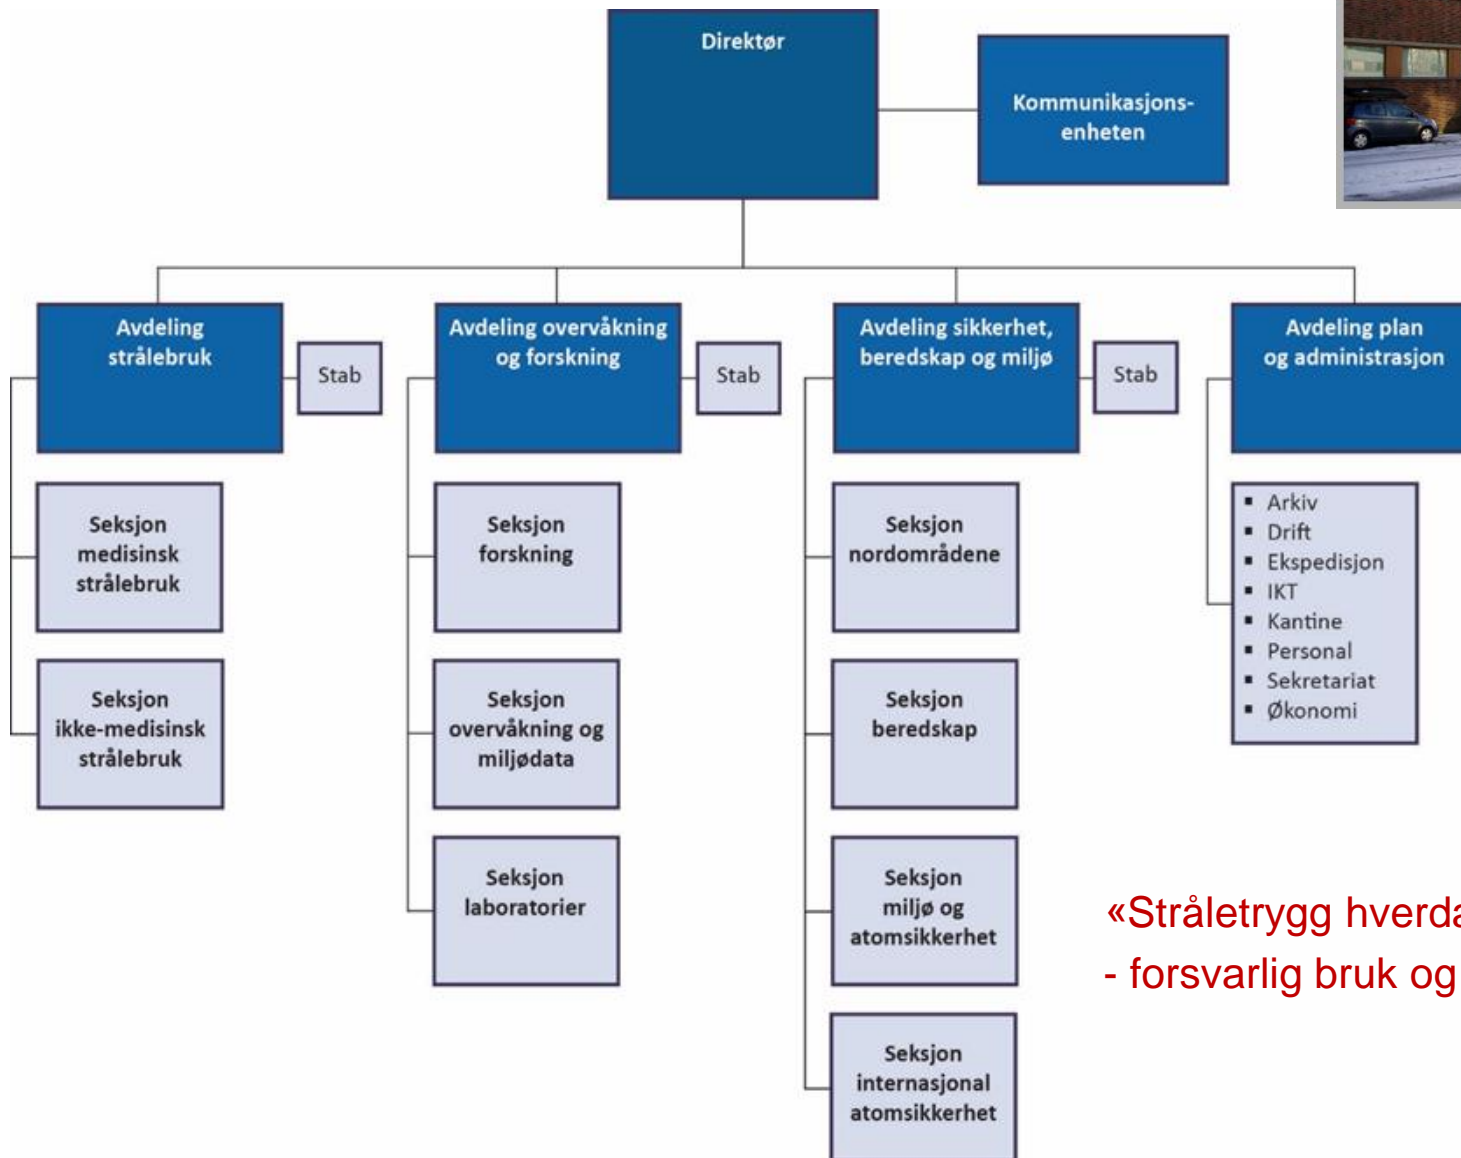 Direktør
Kommunikasjons-
enheten
Avdeling
strålebruk
Stab
Avdeling overvåkning
og forskning
Stab
Avdeling sikkerhet,
beredskap og miljø
Stab
Avdeling plan
og administrasjon
Seksjon
medisinsk
strålebruk
Seksjon
ikke-medisinsk
strålebruk
Seksjon
forskning
Seksjon
overvåkning og
miljødata
Seksjon
laboratorier
Seksjon
nordområdene
Seksjon
beredskap
Seksjon
miljø og
atomsikkerhet
Seksjon
internasjonal
atomsikkerhet
▪ Arkiv
▪ Drift
▪ Ekspedisjon
▪ IKT
▪ Kantine
▪ Personal
▪ Sekretariat
▪ Økonomi
«Stråletrygg
- forsvarlig bruk og